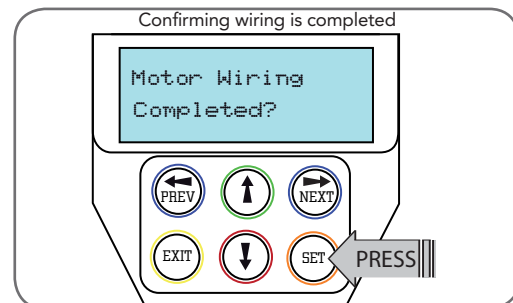 Confirming wiring is completed
Motor Wiring
Completed?
PREV
NEXT
EXIT
SET
PRESS